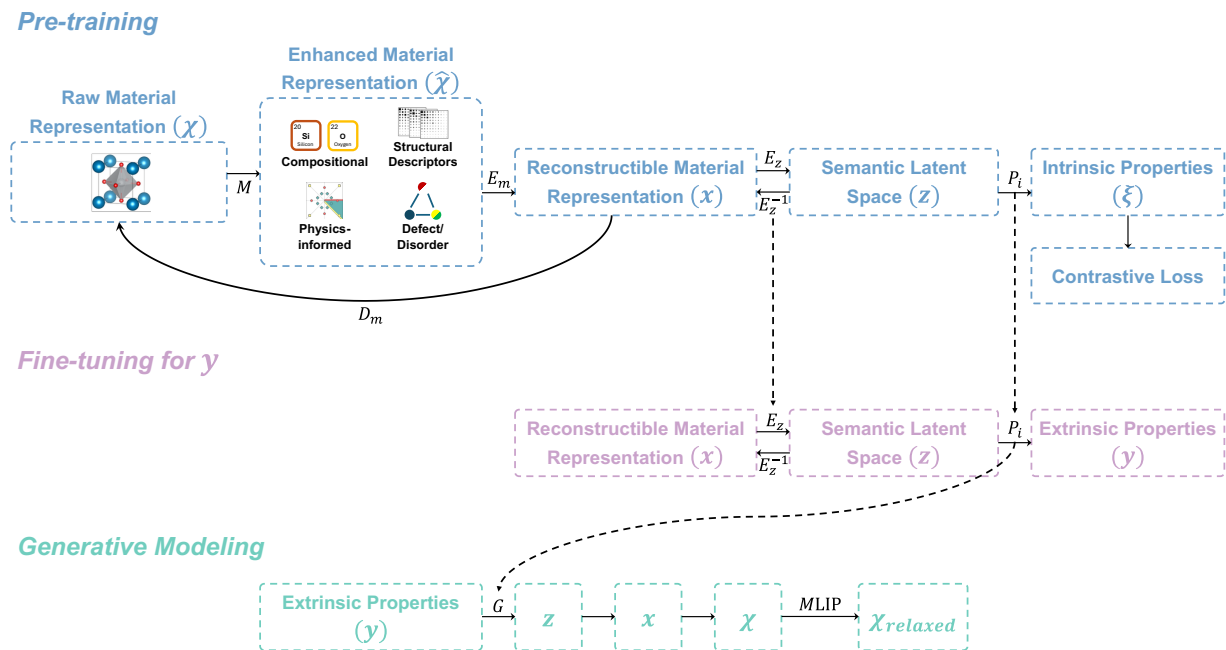 Pre-training
Raw Material
Representation (χ)
M
Enhanced Material
Representation (χ̂)
20
Si
Silicon
22
O
Oxygen
Compositional
Structural
Descriptors
Physics-
informed
Defect/
Disorder
E_m
Reconstructible Material
Representation (x)
E_z
E_z^{-1}
Semantic Latent
Space (z)
P_i
Intrinsic Properties
(ξ)
Contrastive Loss
D_m
Fine-tuning for y
Reconstructible Material
Representation (x)
E_z
E_z^{-1}
Semantic Latent
Space (z)
P_i
Extrinsic Properties
(y)
Generative Modeling
Extrinsic Properties
(y)
G
z
x
χ
MLIP
χ_{relaxed}